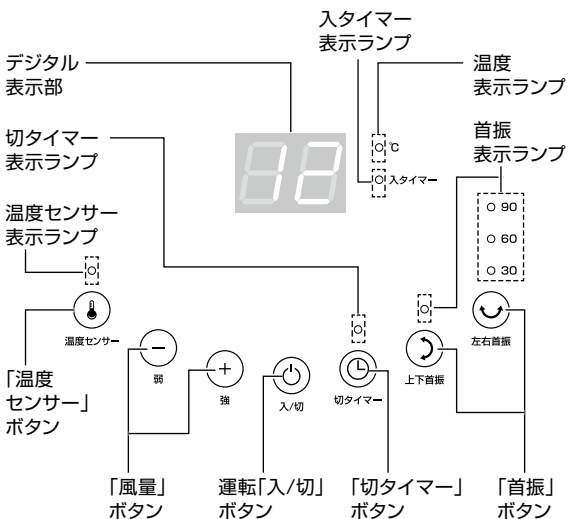 入タイマー
表示ランプ
デジタル
表示部
温度
表示ランプ
切タイマー
表示ランプ
首振
表示ランプ
12
℃
入タイマー
温度センサー
表示ランプ
90
60
30
温度センサー
左右首振
弱
強
入/切
切タイマー
上下首振
「温度
センサー」
ボタン
「風量」
ボタン
運転「入/切」
ボタン
「切タイマー」
ボタン
「首振」
ボタン